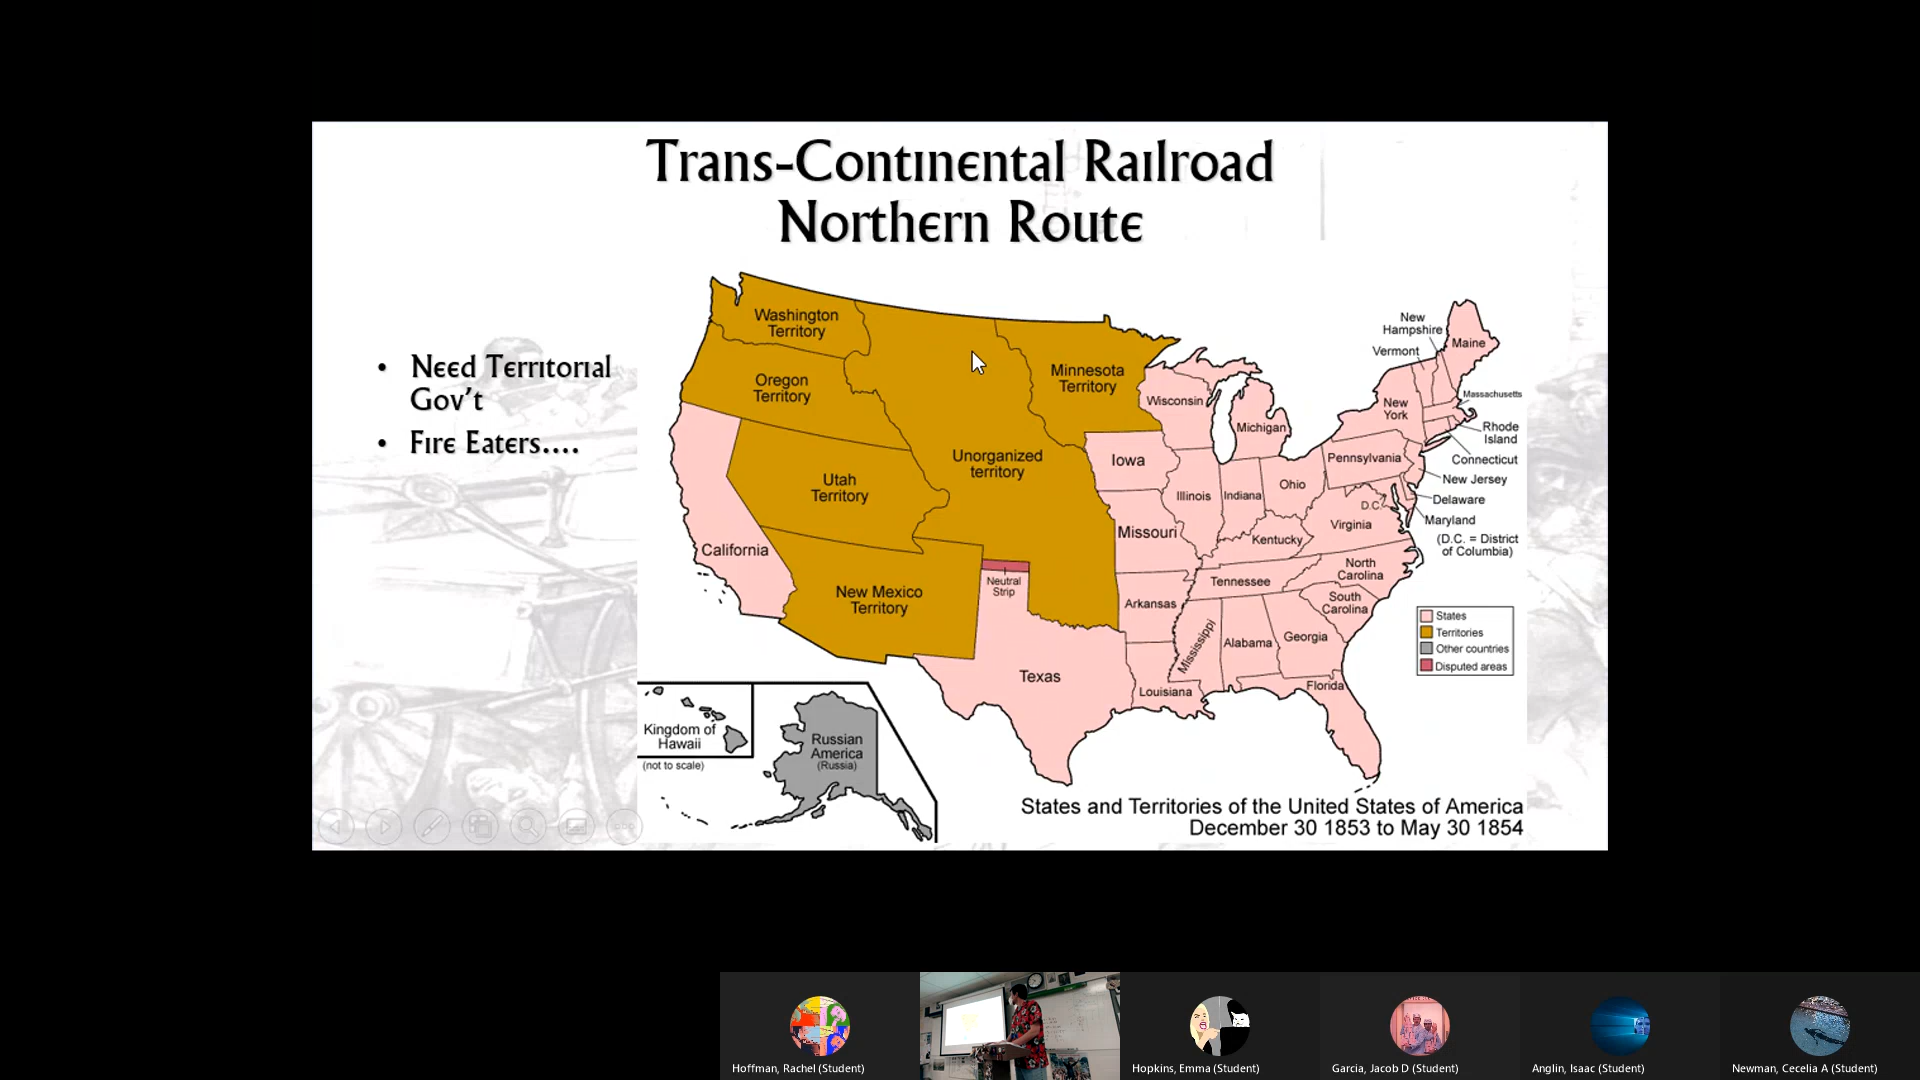 Trans-Continental Railroad
Northern Route
• Need Territorial
Gov't
• Fire Eaters....
Washington
Territory
Oregon
Territory
Utah
Territory
California
New Mexico
Territory
Unorganized
territory
Minnesota
Territory
Neutral
Strip
Texas
Iowa
Missouri
Arkansas
Louisiana
Wisconsin
Illinois
Michigan
Indiana
Ohio
Kentucky
Tennessee
Mississippi
Alabama
Georgia
Florida
South
Carolina
North
Carolina
Virginia
D.C.
Pennsylvania
New
York
Vermont
New
Hampshire
Maine
Massachusetts
Rhode
Island
Connecticut
New Jersey
Delaware
Maryland
(D.C. = District
of Columbia)
States
Territories
Other countries
Disputed areas
Kingdom of
Hawaii
(not to scale)
Russian
America
(Russia)
States and Territories of the United States of America
December 30 1853 to May 30 1854
Hoffman, Rachel (Student)
Hopkins, Emma (Student)
Garcia, Jacob D (Student)
Anglin, Isaac (Student)
Newman, Cecelia A (Student)